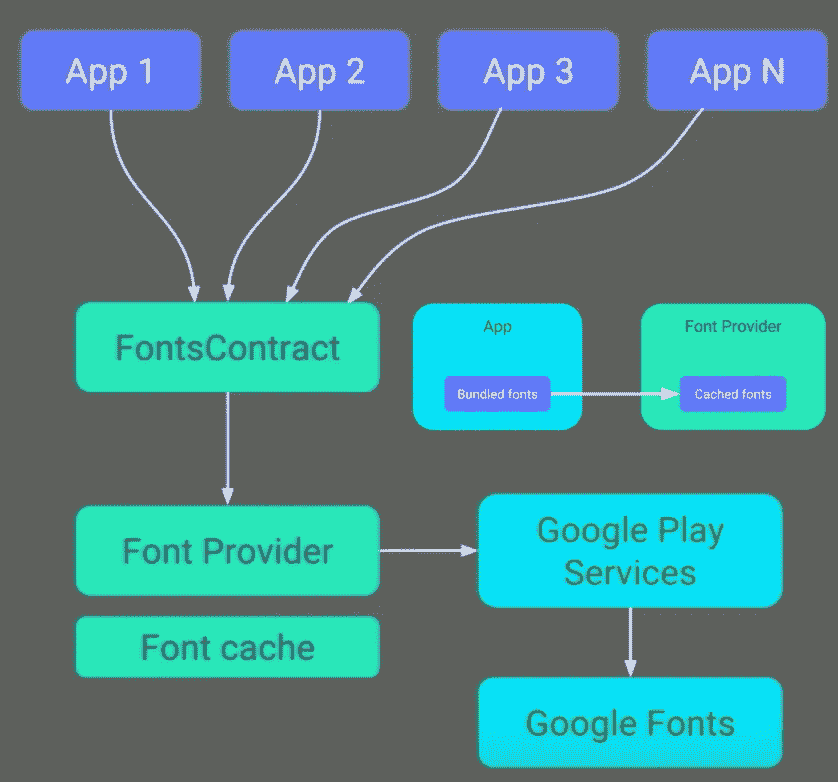 App 1
App 2
App 3
App N
FontsContract
App
Font Provider
Bundled fonts
Cached fonts
Font Provider
Google Play
Services
Font cache
Google Fonts